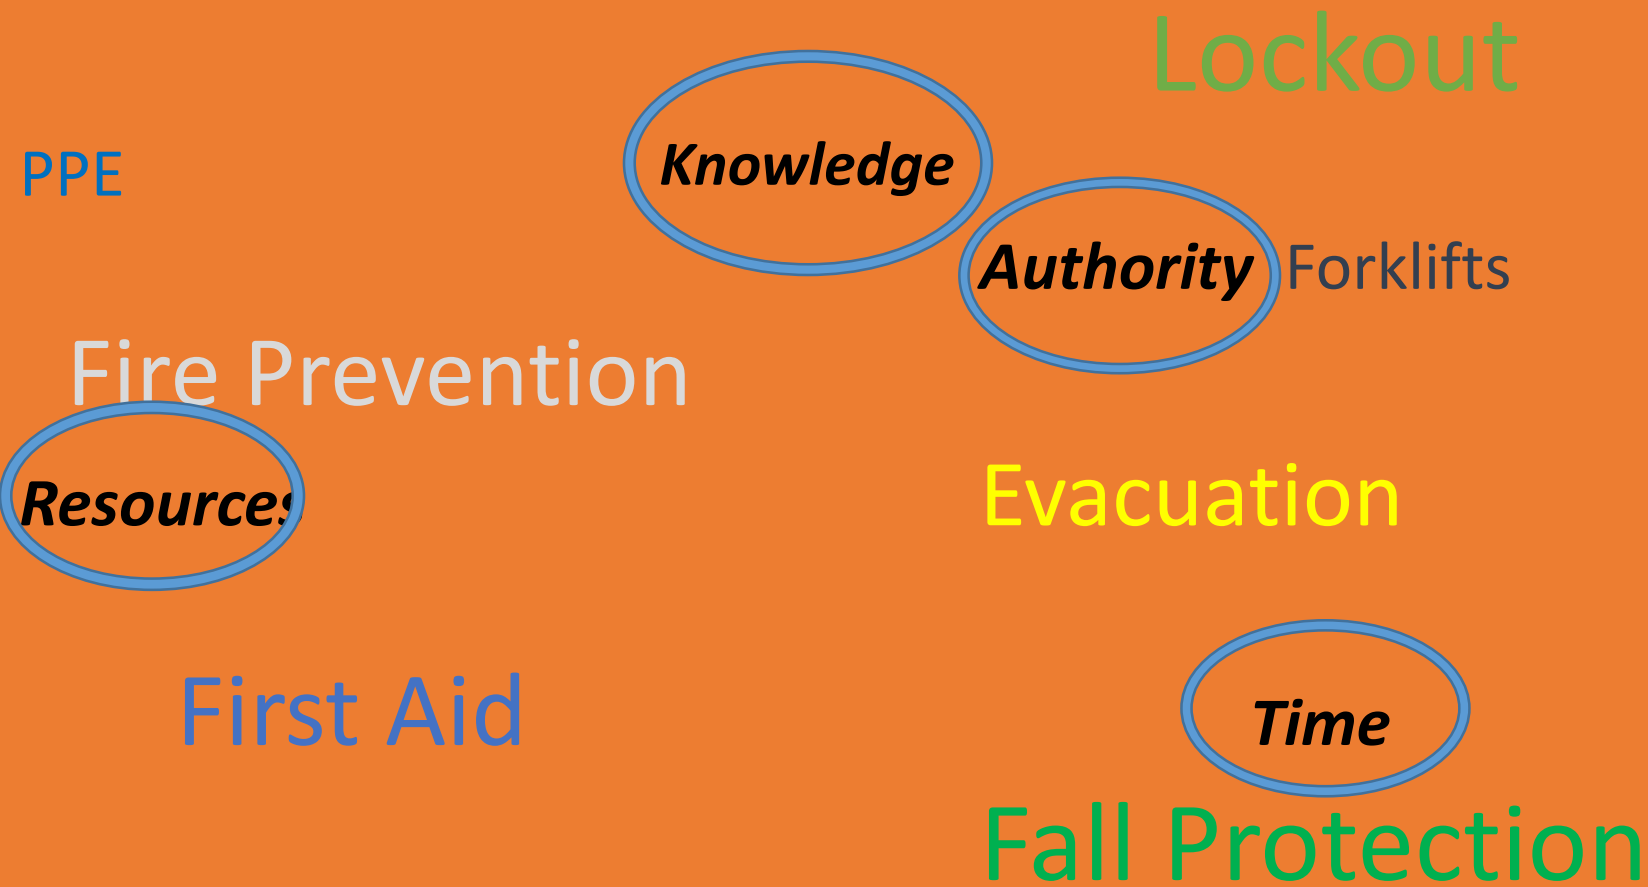 Lockout
Knowledge
PPE
Authority
Forklifts
Fire Prevention
Resources
Evacuation
First Aid
Time
Fall Protection